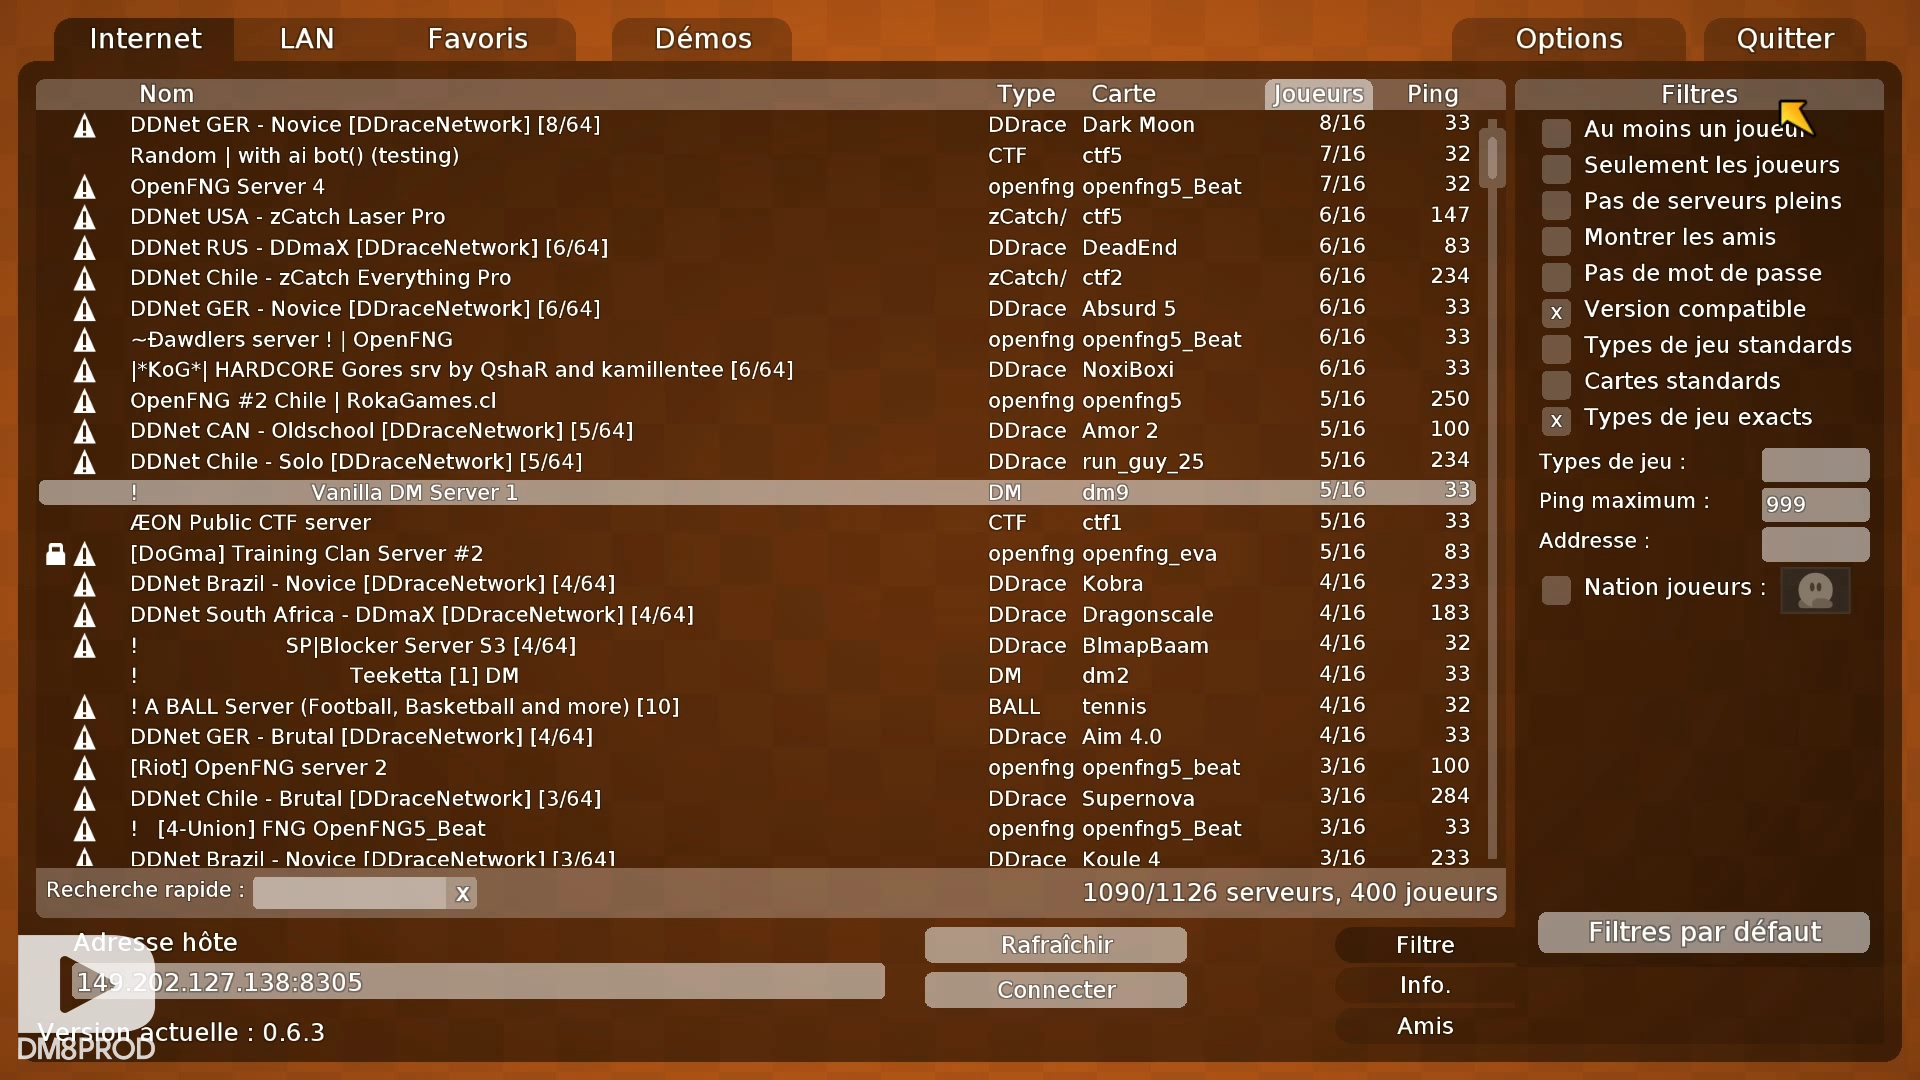 Internet LAN Favoris Démos Options Quitter
Nom Type Carte Joueurs Ping
DDNet GER - Novice [DDraceNetwork] [8/64] DDrace Dark Moon 8/16 33
Random | with ai bot() (testing) CTF ctf5 7/16 32
OpenFNG Server 4 openfng openfng5_Beat 7/16 32
DDNet USA - zCatch Laser Pro zCatch/ ctf5 6/16 147
DDNet RUS - DDmaX [DDraceNetwork] [6/64] DDrace DeadEnd 6/16 83
DDNet Chile - zCatch Everything Pro zCatch/ ctf2 6/16 234
DDNet GER - Novice [DDraceNetwork] [6/64] DDrace Absurd 5 6/16 33
~Ðawdlers server ! | OpenFNG openfng openfng5_Beat 6/16 33
|*KoG*| HARDCORE Gores srv by QshaR and kamillentee [6/64] DDrace NoxiBoxi 6/16 33
OpenFNG #2 Chile | RokaGames.cl openfng openfng5 5/16 250
DDNet CAN - Oldschool [DDraceNetwork] [5/64] DDrace Amor 2 5/16 100
DDNet Chile - Solo [DDraceNetwork] [5/64] DDrace run_guy_25 5/16 234
! Vanilla DM Server 1 DM dm9 5/16 33
ÆON Public CTF server CTF ctf1 5/16 33
[DoGma] Training Clan Server #2 openfng openfng_eva 5/16 83
DDNet Brazil - Novice [DDraceNetwork] [4/64] DDrace Kobra 4/16 233
DDNet South Africa - DDmaX [DDraceNetwork] [4/64] DDrace Dragonscale 4/16 183
! SP|Blocker Server S3 [4/64] DDrace BlmapBaam 4/16 32
! Teeketta [1] DM DM dm2 4/16 33
! A BALL Server (Football, Basketball and more) [10] BALL tennis 4/16 32
DDNet GER - Brutal [DDraceNetwork] [4/64] DDrace Aim 4.0 4/16 33
[Riot] OpenFNG server 2 openfng openfng5_beat 3/16 100
DDNet Chile - Brutal [DDraceNetwork] [3/64] DDrace Supernova 3/16 284
! [4-Union] FNG OpenFNG5_Beat openfng openfng5_Beat 3/16 33
DDNet Brazil - Novice [DDraceNetwork] [3/64] DDrace Koule 4 3/16 233
Recherche rapide : x 1090/1126 serveurs, 400 joueurs
Filtres
Au moins un joueur
Seulement les joueurs
Pas de serveurs pleins
Montrer les amis
Pas de mot de passe
x Version compatible
Types de jeu standards
Cartes standards
x Types de jeu exacts
Types de jeu :
Ping maximum : 999
Addresse :
Nation joueurs :
Filtres par défaut
Adresse hôte
149.202.127.138:8305
Rafraîchir
Connecter
Filtre
Info.
Amis
Version actuelle : 0.6.3
DM8PROD